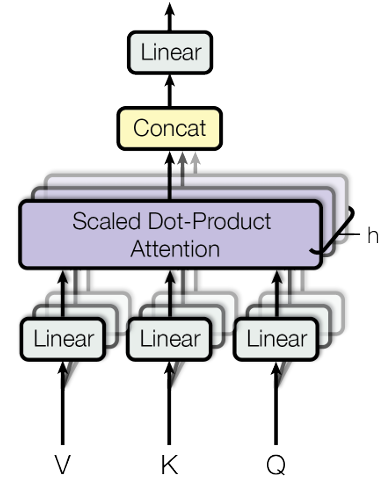 Linear
Concat
Scaled Dot-Product
Attention
h
Linear
Linear
Linear
V
K
Q